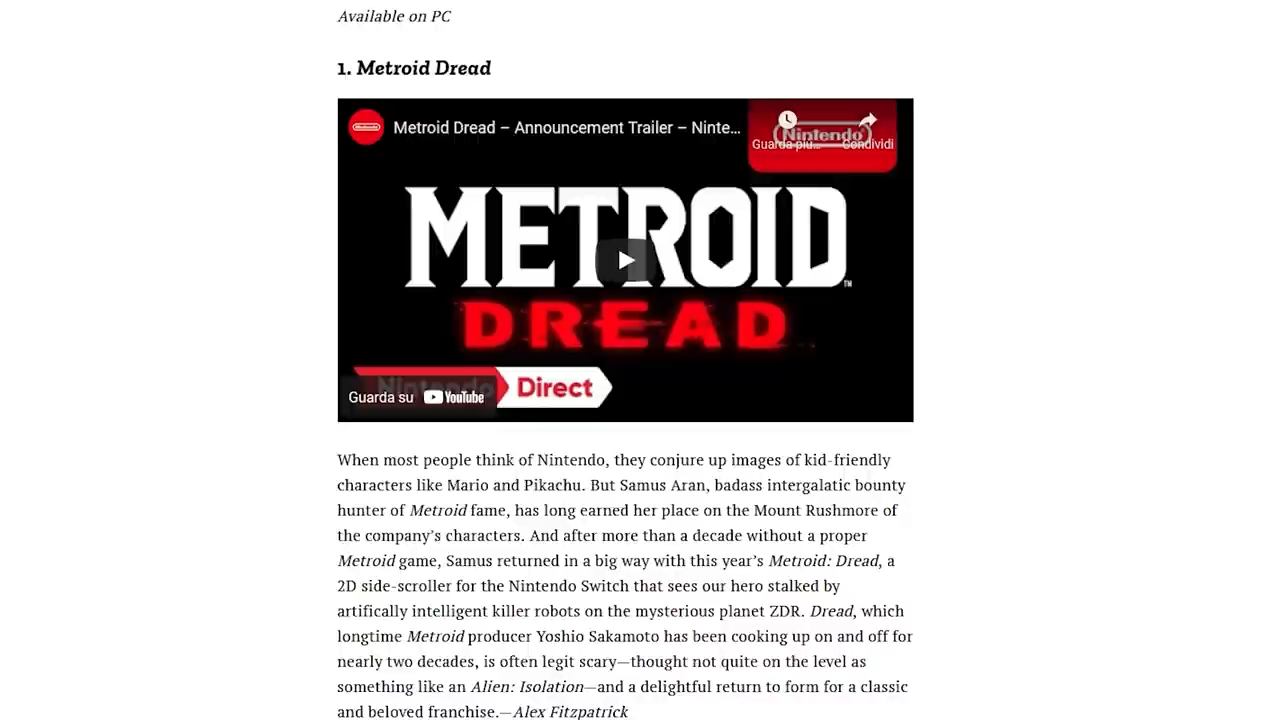 Available on PC
1. Metroid Dread
Metroid Dread – Announcement Trailer – Ninte...
Nintendo
Guarda più... Condividi
METROID
DREAD
Nintendo Direct
Guarda su YouTube
When most people think of Nintendo, they conjure up images of kid-friendly
characters like Mario and Pikachu. But Samus Aran, badass intergalatic bounty
hunter of Metroid fame, has long earned her place on the Mount Rushmore of
the company's characters. And after more than a decade without a proper
Metroid game, Samus returned in a big way with this year's Metroid: Dread, a
2D side-scroller for the Nintendo Switch that sees our hero stalked by
artifically intelligent killer robots on the mysterious planet ZDR. Dread, which
longtime Metroid producer Yoshio Sakamoto has been cooking up on and off for
nearly two decades, is often legit scary—thought not quite on the level as
something like an Alien: Isolation—and a delightful return to form for a classic
and beloved franchise.—Alex Fitzpatrick